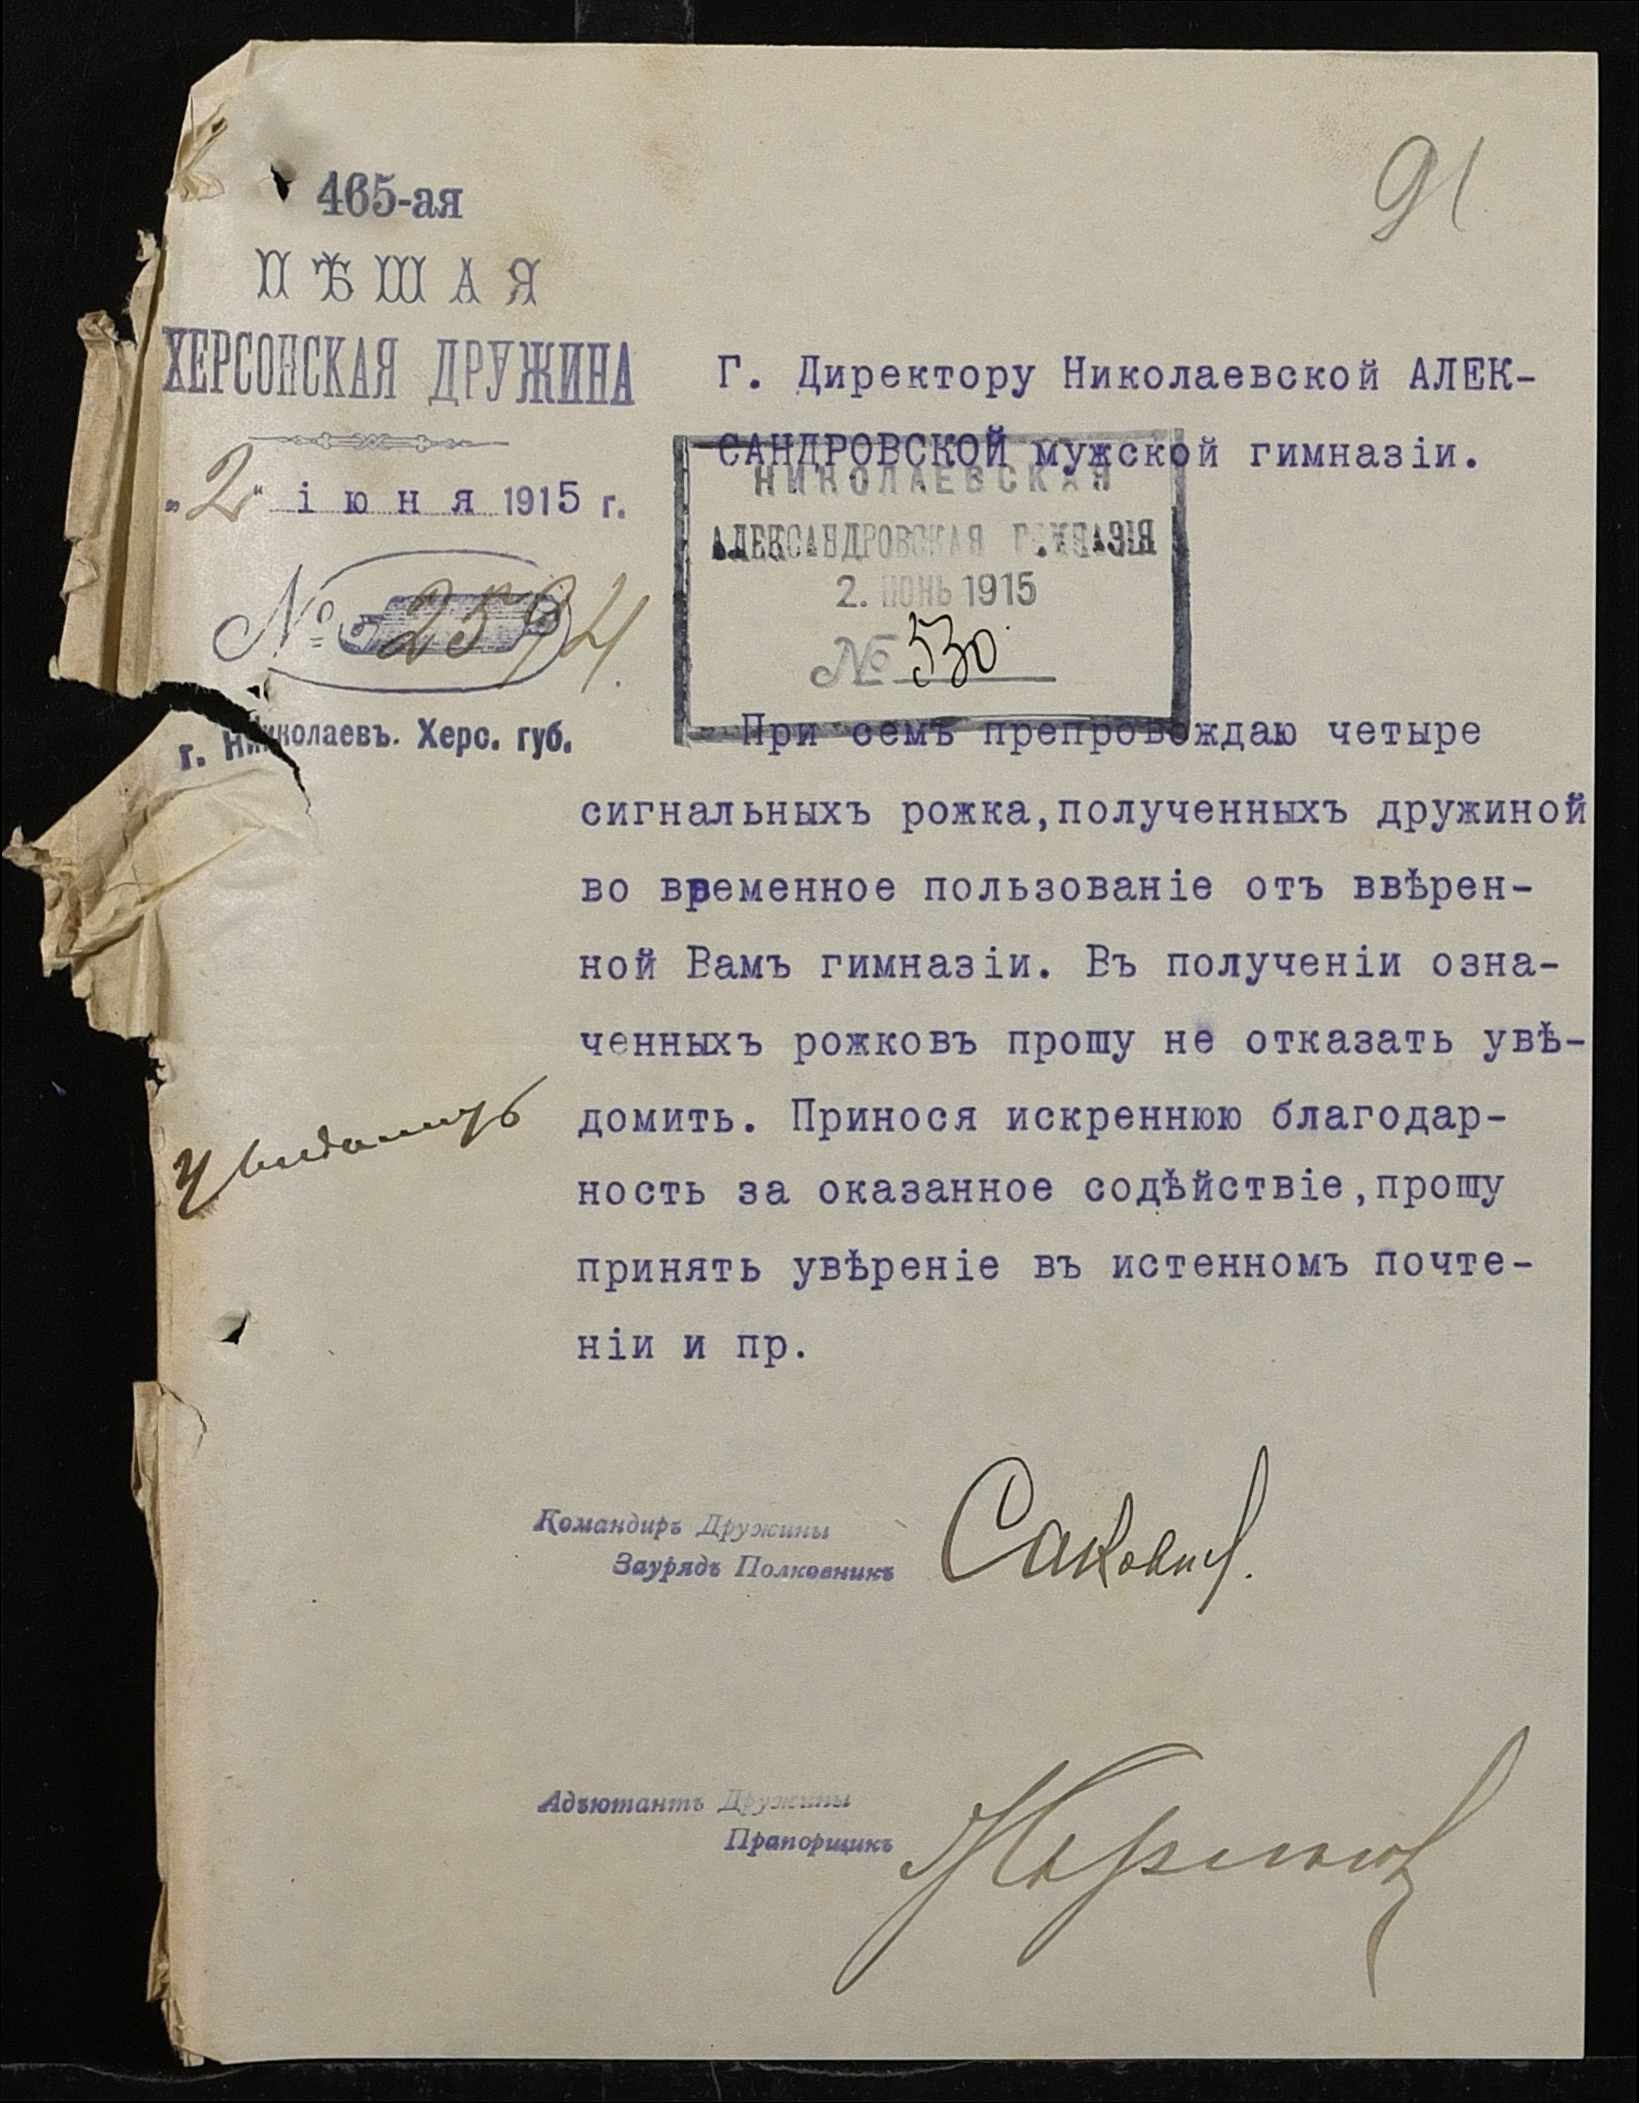 91
465-ая
ПѢШАЯ
ХЕРСОНСКАЯ ДРУЖИНА
„2“ іюня 1915 г.
№ 2594.
г. Николаевъ. Херс. губ.
Г. Директору Николаевской АЛЕК-
САНДРОВСКОЙ мужской гимназіи.
НИКОЛАЕВСКАЯ
АЛЕКСАНДРОВСКАЯ ГИМНАЗІЯ
2. ІЮНЬ 1915
№ 530
При семъ препровождаю четыре
сигнальныхъ рожка,полученныхъ дружиной
во временное пользованіе отъ ввѣрен-
ной Вамъ гимназіи. Въ полученіи озна-
ченныхъ рожковъ прошу не отказать увѣ-
домить. Принося искреннюю благодар-
ность за оказанное содѣйствіе,прошу
принять увѣреніе въ истенномъ почте-
ніи и пр.
Увѣдомить
Командиръ Дружины
Заурядъ Полковникъ
Сакович.
Адъютантъ Дружины
Прапорщикъ